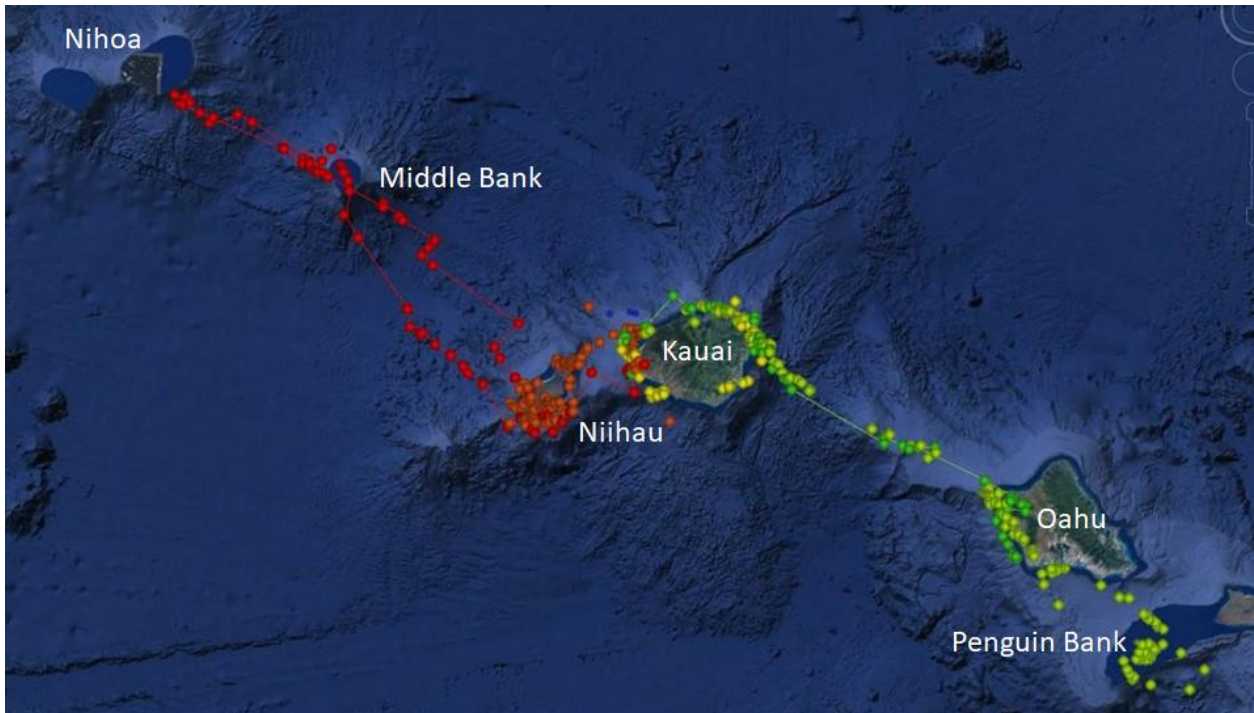 Nihoa
Middle Bank
Kauai
Niihau
Oahu
Penguin Bank